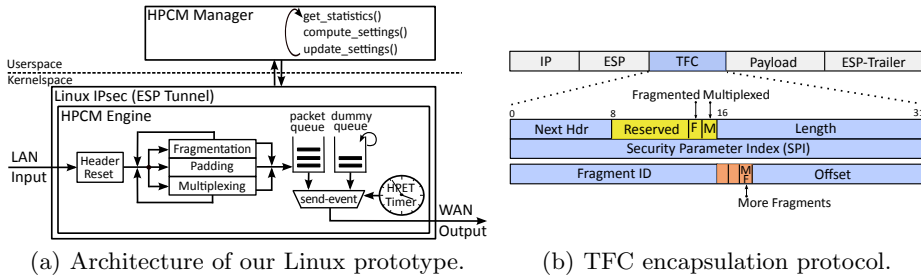 HPCM Manager
get_statistics()
compute_settings()
update_settings()
Userspace
Kernelspace
Linux IPsec (ESP Tunnel)
HPCM Engine
packet queue
dummy queue
LAN Input
Header Reset
Fragmentation
Padding
Multiplexing
HPET Timer
send-event
WAN Output
(a) Architecture of our Linux prototype.
IP ESP TFC Payload ESP-Trailer
Fragmented Multiplexed
0 8 16 31
Next Hdr Reserved F M Length
Security Parameter Index (SPI)
Fragment ID MF Offset
More Fragments
(b) TFC encapsulation protocol.